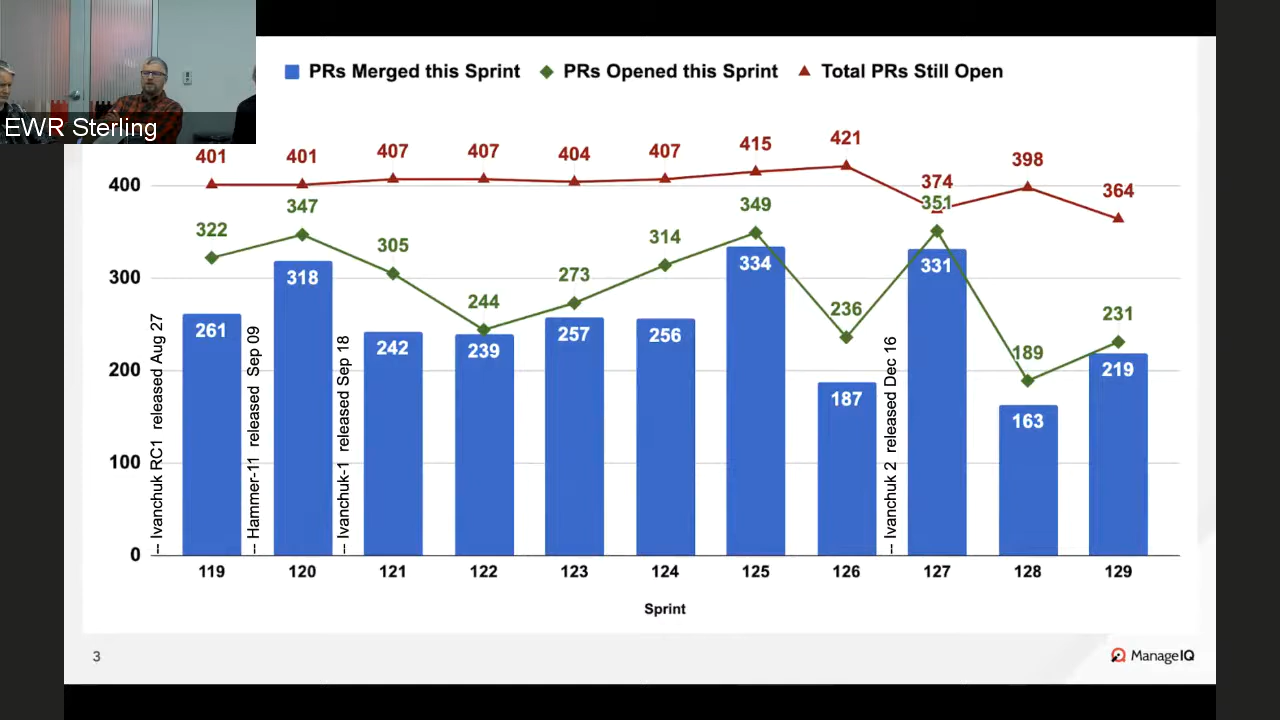 EWR Sterling
PRs Merged this Sprint PRs Opened this Sprint Total PRs Still Open
401 401 407 407 404 407 415 421 374 398 364
322 347 305 244 273 314 349 236 351 189 231
261 318 242 239 257 256 334 187 331 163 219
400
300
200
100
0
-- Ivanchuk RC1 released Aug 27
-- Hammer-11 released Sep 09
-- Ivanchuk-1 released Sep 18
-- Ivanchuk 2 released Dec 16
119 120 121 122 123 124 125 126 127 128 129
Sprint
3
ManageIQ